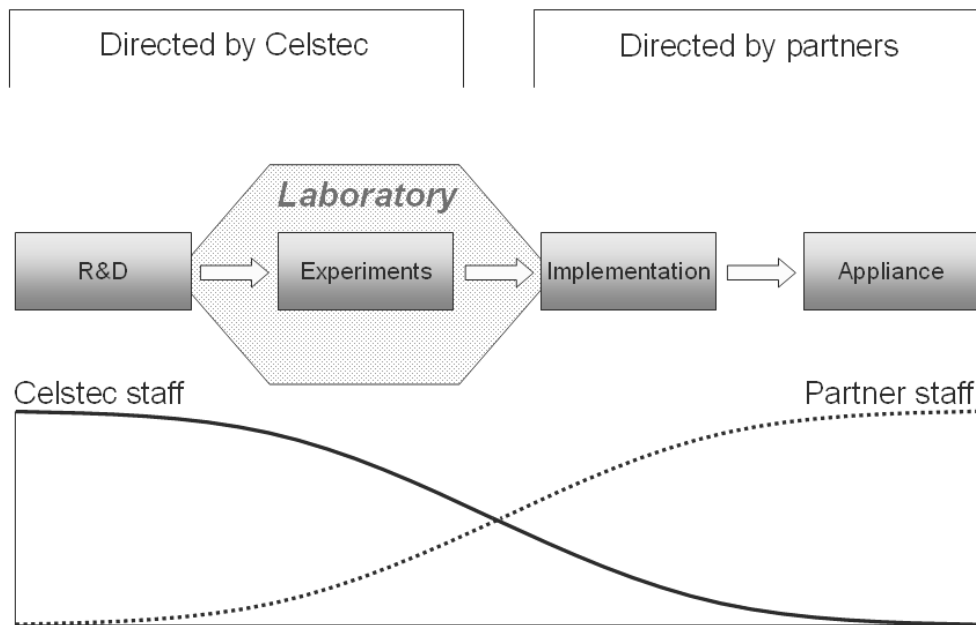 Directed by Celstec
Directed by partners
Laboratory
R&D
Experiments
Implementation
Appliance
Celstec staff
Partner staff